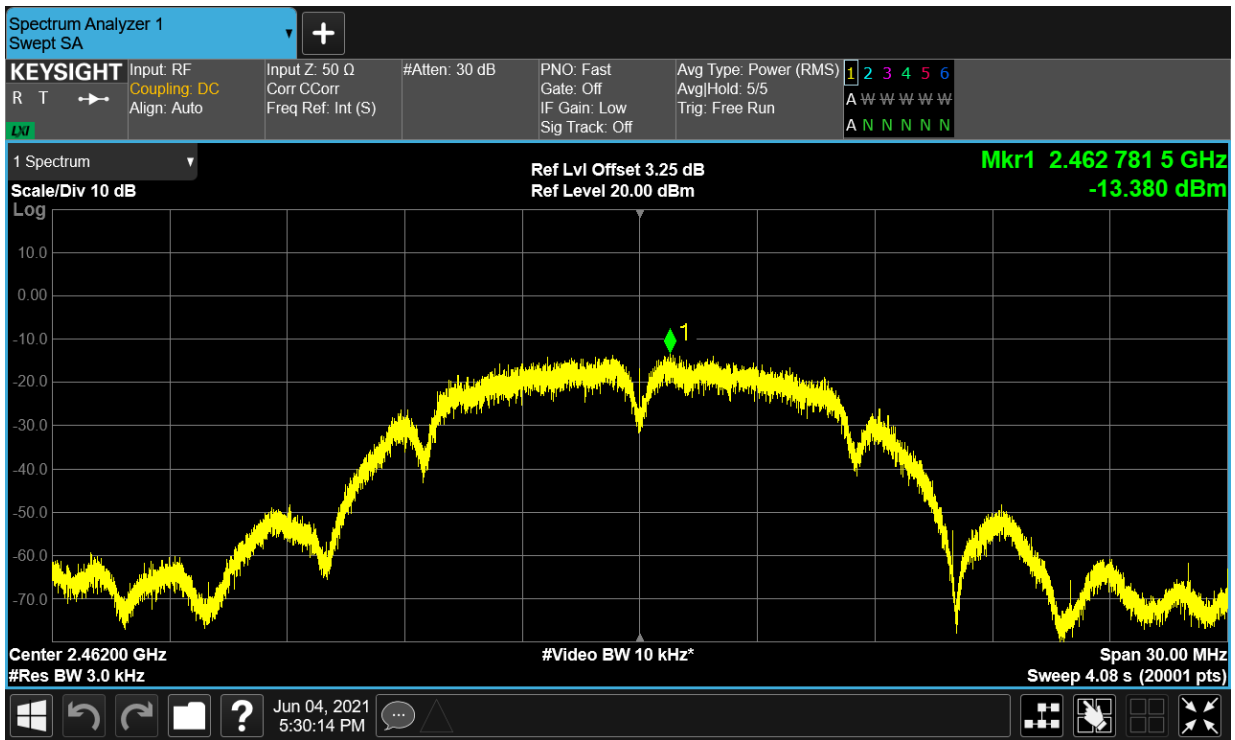 Spectrum Analyzer 1
Swept SA
KEYSIGHT
R T
LXI
Input: RF
Coupling: DC
Align: Auto
Input Z: 50 Ω
Corr CCorr
Freq Ref: Int (S)
#Atten: 30 dB
PNO: Fast
Gate: Off
IF Gain: Low
Sig Track: Off
Avg Type: Power (RMS)
Avg|Hold: 5/5
Trig: Free Run
1 2 3 4 5 6
A W W W W W
A N N N N N
1 Spectrum
Scale/Div 10 dB
Log
Ref Lvl Offset 3.25 dB
Ref Level 20.00 dBm
Mkr1 2.462 781 5 GHz
-13.380 dBm
10.0
0.00
-10.0
-20.0
-30.0
-40.0
-50.0
-60.0
-70.0
1
Center 2.46200 GHz
#Res BW 3.0 kHz
#Video BW 10 kHz*
Span 30.00 MHz
Sweep 4.08 s (20001 pts)
?
Jun 04, 2021
5:30:14 PM